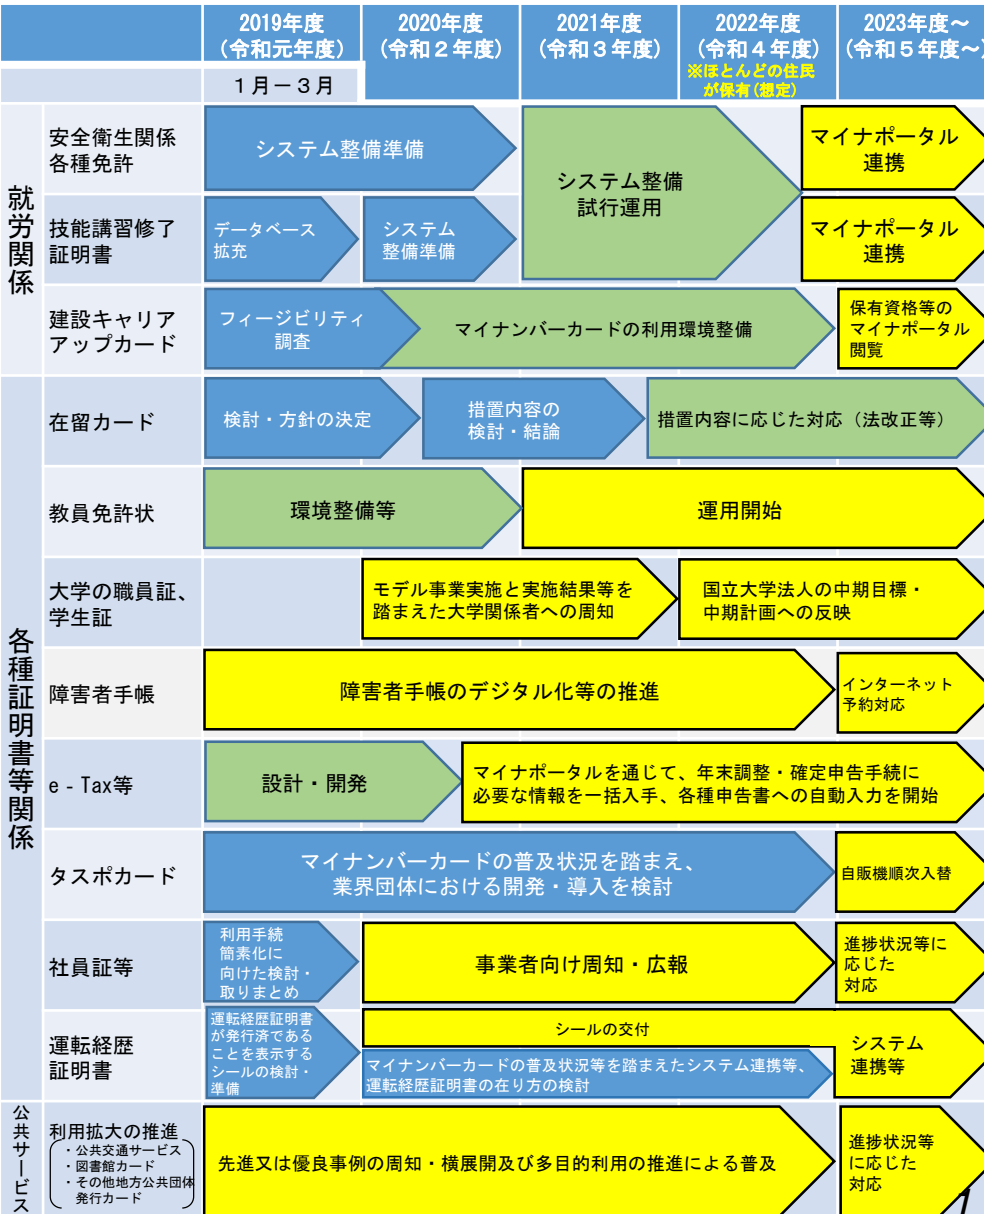 2019年度
(令和元年度)
2020年度
(令和２年度)
2021年度
(令和３年度)
2022年度
(令和４年度)
※ほとんどの住民
が保有(想定)
2023年度～
(令和５年度～)
１月－３月
就労関係
安全衛生関係
各種免許
システム整備準備
システム整備
試行運用
マイナポータル
連携
技能講習修了
証明書
データベース
拡充
システム
整備準備
マイナポータル
連携
建設キャリア
アップカード
フィージビリティ
調査
マイナンバーカードの利用環境整備
保有資格等の
マイナポータル
閲覧
各種証明書等関係
在留カード
検討・方針の決定
措置内容の
検討・結論
措置内容に応じた対応（法改正等）
教員免許状
環境整備等
運用開始
大学の職員証、
学生証
モデル事業実施と実施結果等を
踏まえた大学関係者への周知
国立大学法人の中期目標・
中期計画への反映
障害者手帳
障害者手帳のデジタル化等の推進
インターネット
予約対応
e‐Tax等
設計・開発
マイナポータルを通じて、年末調整・確定申告手続に
必要な情報を一括入手、各種申告書への自動入力を開始
タスポカード
マイナンバーカードの普及状況を踏まえ、
業界団体における開発・導入を検討
自販機順次入替
社員証等
利用手続
簡素化に
向けた検討・
取りまとめ
事業者向け周知・広報
進捗状況等に
応じた
対応
運転経歴
証明書
運転経歴証明書
が発行済である
ことを表示する
シールの検討・
準備
シールの交付
マイナンバーカードの普及状況等を踏まえたシステム連携等、
運転経歴証明書の在り方の検討
システム
連携等
公共サービス
利用拡大の推進
・公共交通サービス
・図書館カード
・その他地方公共団体
発行カード
先進又は優良事例の周知・横展開及び多目的利用の推進による普及
進捗状況等
に応じた
対応